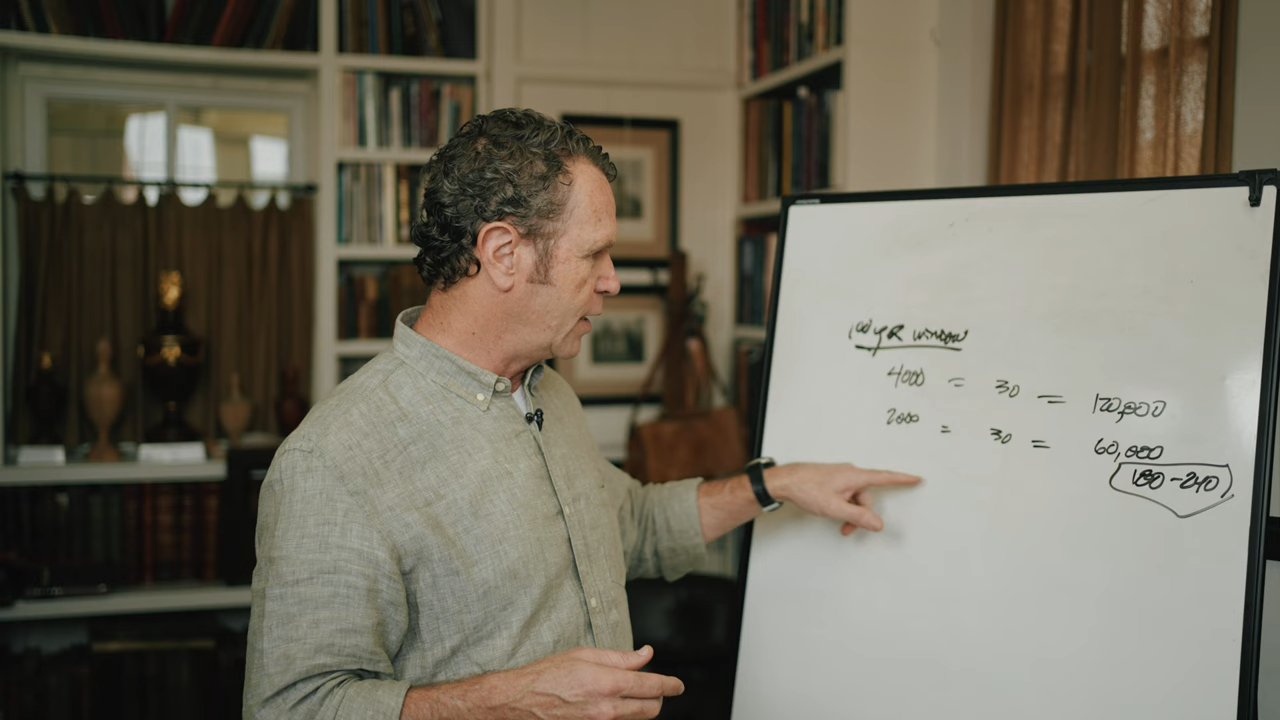 100 YR WINDOW
4000 = 30 = 120,000
2000 = 30 = 60,000
180-240